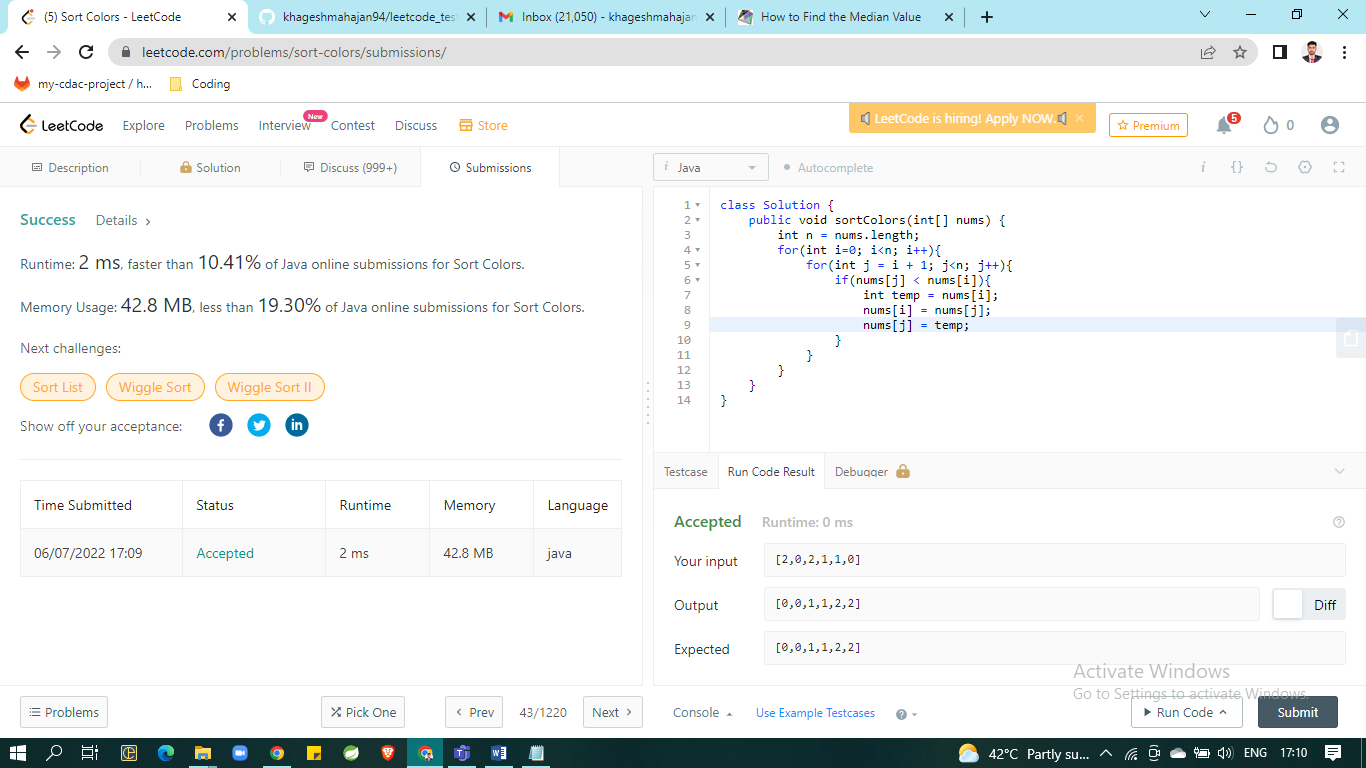 (5) Sort Colors - LeetCode
khageshmahajan94/leetcode_tes
Inbox (21,050) - khageshmahajan
How to Find the Median Value
leetcode.com/problems/sort-colors/submissions/
my-cdac-project / h...
Coding
LeetCode
Explore
Problems
Interview
New
Contest
Discuss
Store
LeetCode is hiring! Apply NOW.
Premium
5
0
Description
Solution
Discuss (999+)
Submissions
i Java
Autocomplete
i {}
Success Details >
Runtime: 2 ms, faster than 10.41% of Java online submissions for Sort Colors.
Memory Usage: 42.8 MB, less than 19.30% of Java online submissions for Sort Colors.
Next challenges:
Sort List
Wiggle Sort
Wiggle Sort II
Show off your acceptance:
f
in
Time Submitted Status Runtime Memory Language
06/07/2022 17:09 Accepted 2 ms 42.8 MB java
1 class Solution {
2 public void sortColors(int[] nums) {
3 int n = nums.length;
4 for(int i=0; i<n; i++){
5 for(int j = i + 1; j<n; j++){
6 if(nums[j] < nums[i]){
7 int temp = nums[i];
8 nums[i] = nums[j];
9 nums[j] = temp;
10 }
11 }
12 }
13 }
14 }
Testcase
Run Code Result
Debugger
Accepted Runtime: 0 ms
Your input [2,0,2,1,1,0]
Output [0,0,1,1,2,2]
Diff
Expected [0,0,1,1,2,2]
Activate Windows
Go to Settings to activate Windows.
Problems
Pick One
< Prev
43/1220
Next >
Console
Use Example Testcases
Run Code
Submit
42°C Partly su...
ENG
17:10